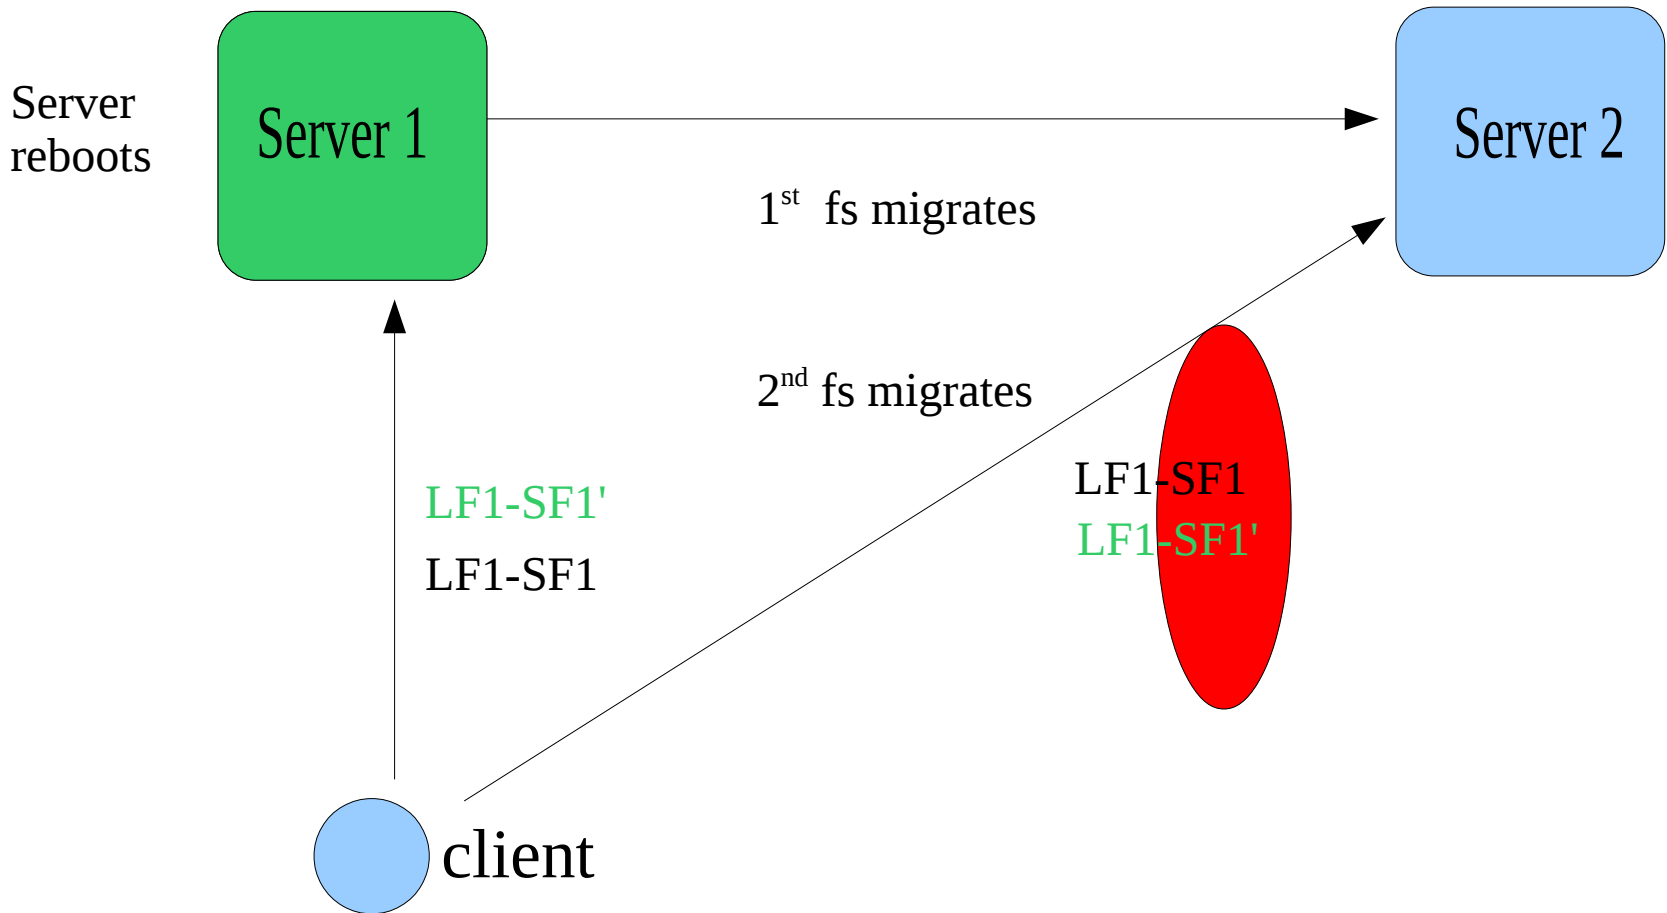 Server
reboots
Server 1
Server 2
1st fs migrates
2nd fs migrates
LF1-SF1'
LF1-SF1
LF1-SF1
LF1-SF1'
client